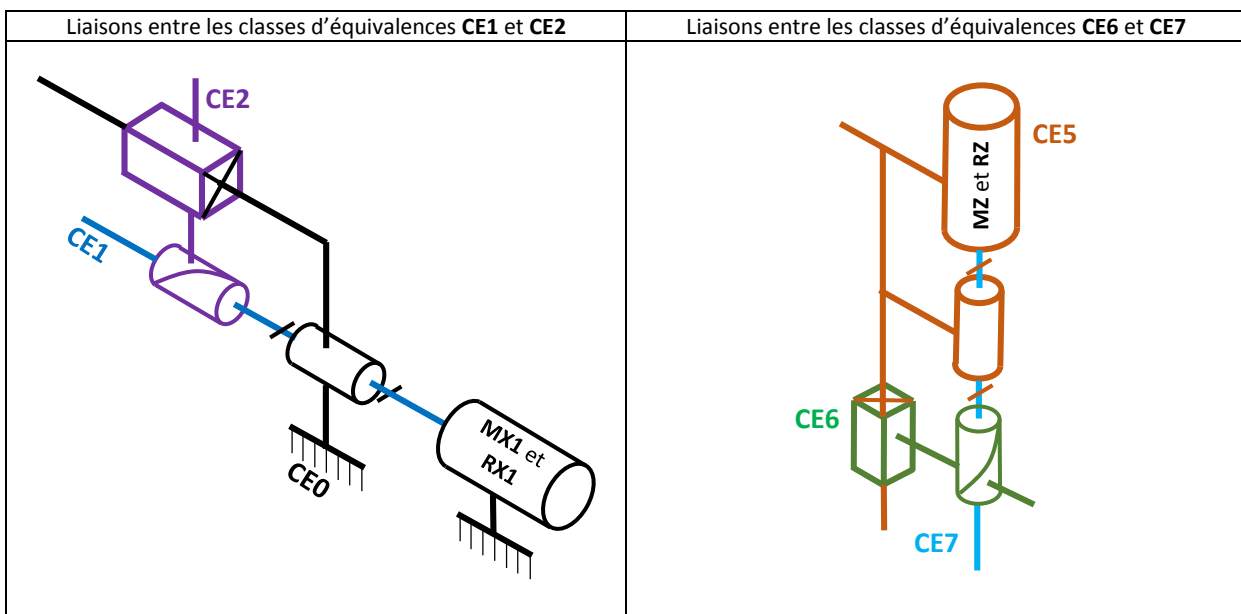 Liaisons entre les classes d’équivalences CE1 et CE2
Liaisons entre les classes d’équivalences CE6 et CE7
CE2
CE1
MX1 et
RX1
CE0
CE5
MZ et RZ
CE6
CE7